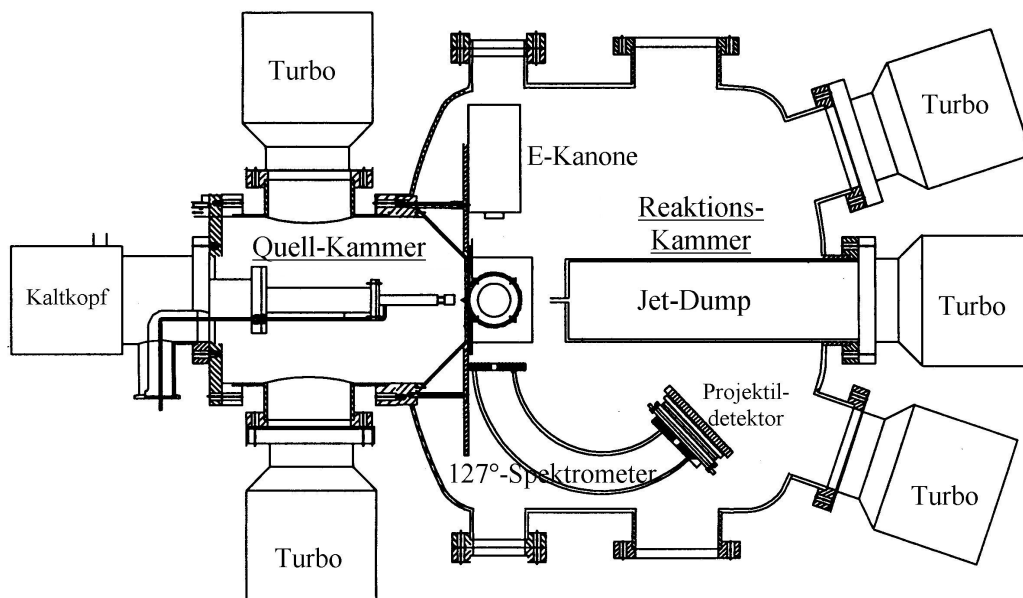 Turbo
Turbo
E-Kanone
Reaktions-
Kammer
Quell-Kammer
Kaltkopf
Jet-Dump
Turbo
Projektil-
detektor
127°-Spektrometer
Turbo
Turbo